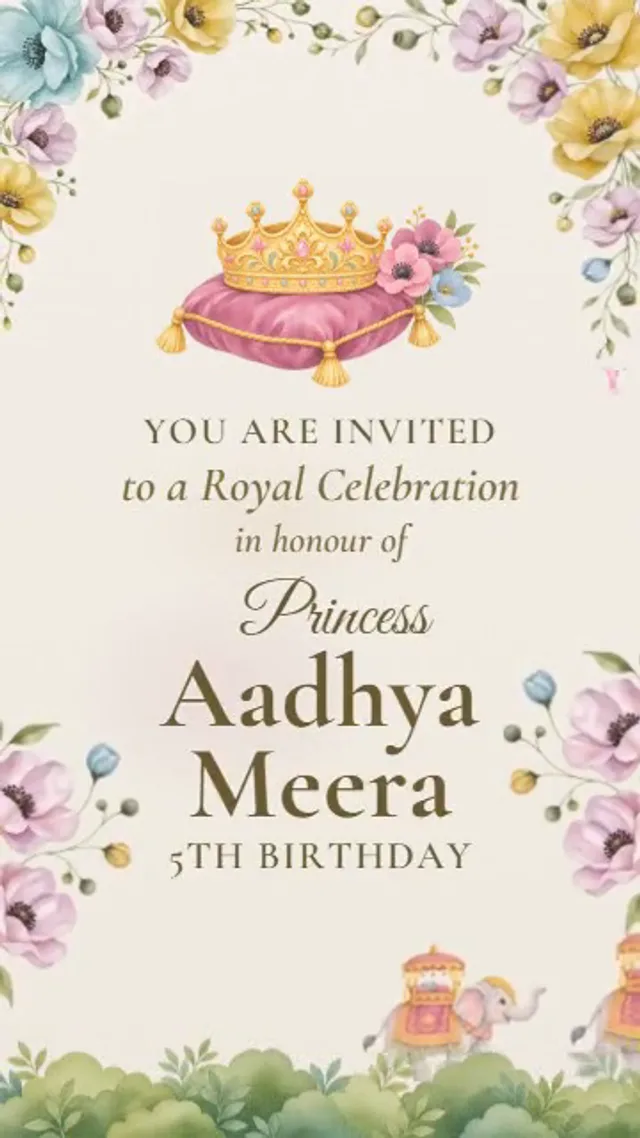 YOU ARE INVITED
to a Royal Celebration
in honour of
Princess
Aadhya
Meera
5TH BIRTHDAY